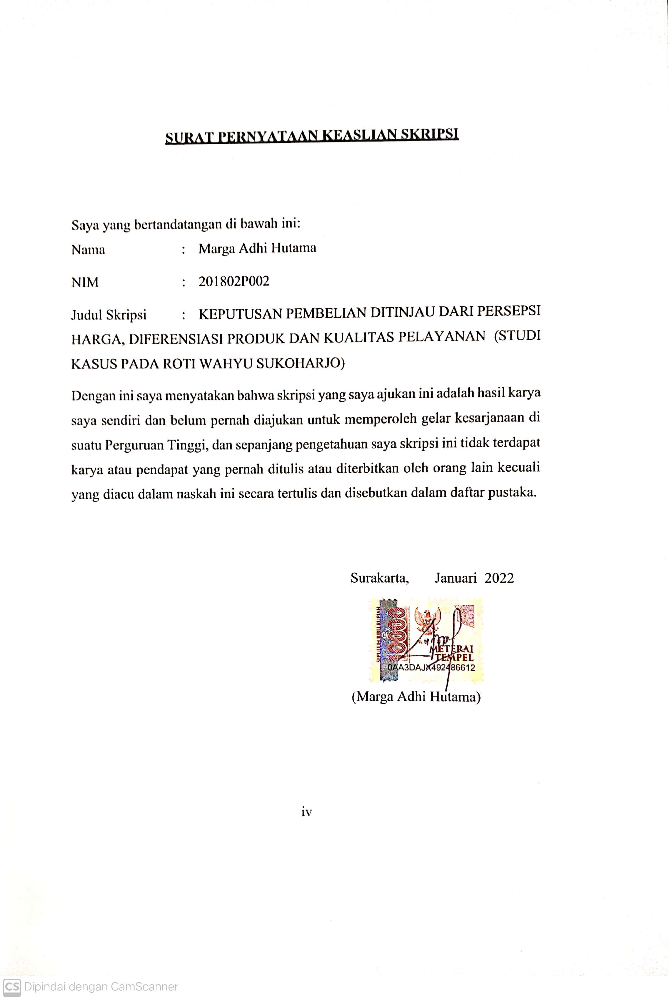 SURAT PERNYATAAN KEASLIAN SKRIPSI
Saya yang bertandatangan di bawah ini:
Nama : Marga Adhi Hutama
NIM : 201802P002
Judul Skripsi : KEPUTUSAN PEMBELIAN DITINJAU DARI PERSEPSI
HARGA, DIFERENSIASI PRODUK DAN KUALITAS PELAYANAN (STUDI
KASUS PADA ROTI WAHYU SUKOHARJO)
Dengan ini saya menyatakan bahwa skripsi yang saya ajukan ini adalah hasil karya
saya sendiri dan belum pernah diajukan untuk memperoleh gelar kesarjanaan di
suatu Perguruan Tinggi, dan sepanjang pengetahuan saya skripsi ini tidak terdapat
karya atau pendapat yang pernah ditulis atau diterbitkan oleh orang lain kecuali
yang diacu dalam naskah ini secara tertulis dan disebutkan dalam daftar pustaka.
Surakarta, Januari 2022
SEPULUH RIBU RUPIAH
10000
METERAI
TEMPEL
0AA3DAJX492486612
(Marga Adhi Hutama)
iv
CS Dipindai dengan CamScanner